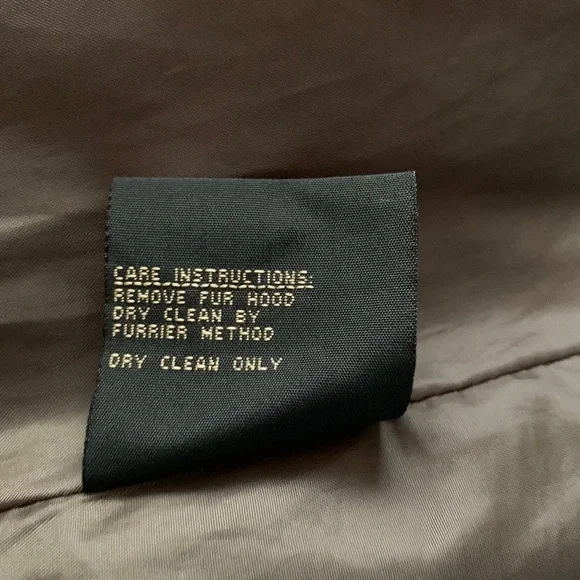 CARE INSTRUCTIONS:
REMOVE FUR HOOD
DRY CLEAN BY
FURRIER METHOD
DRY CLEAN ONLY